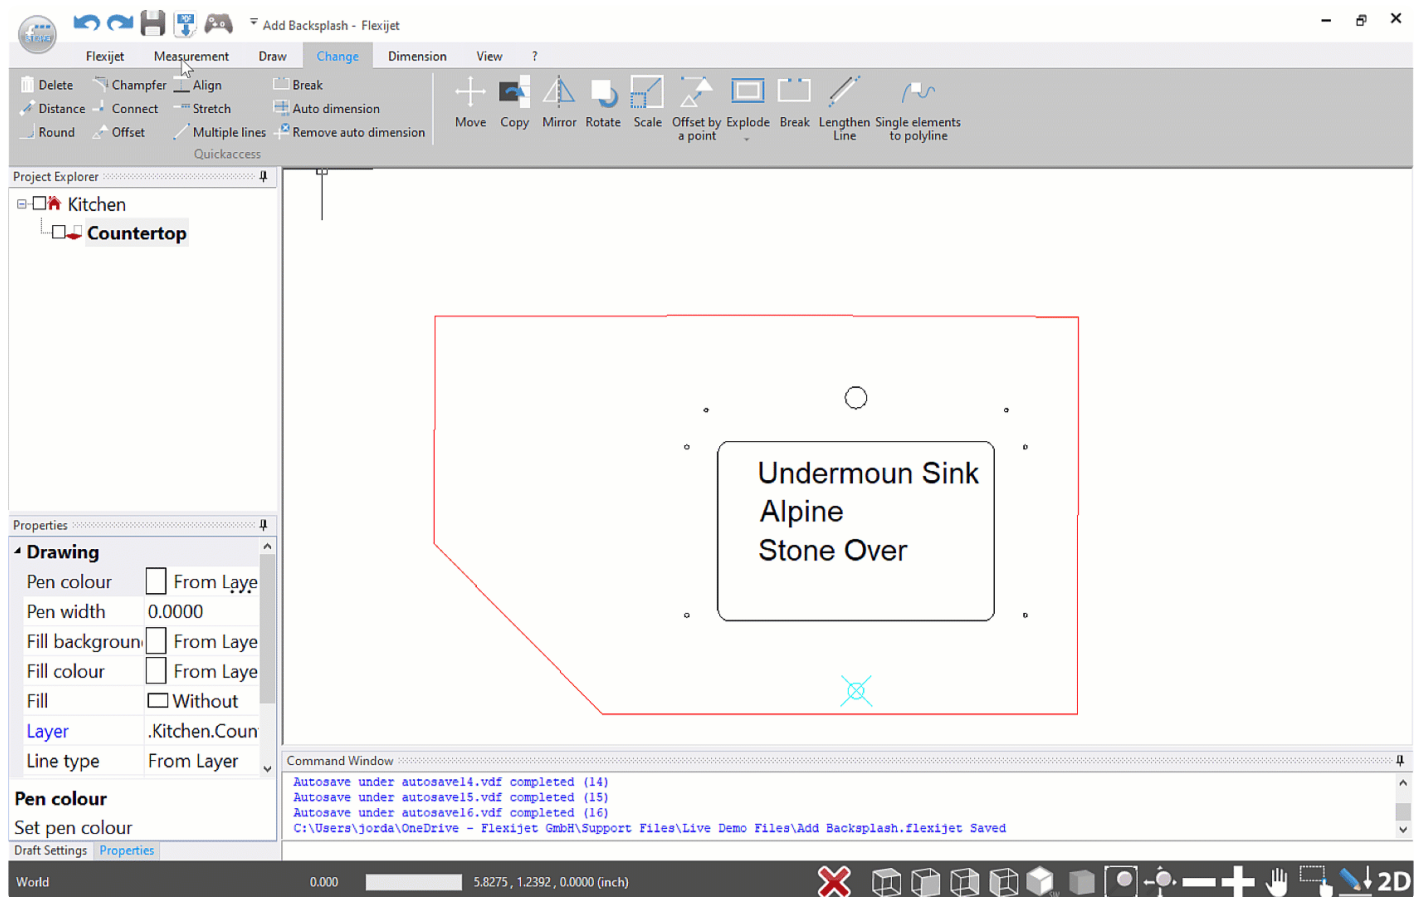 Add Backsplash - Flexijet
Flexijet Measurement Draw Change Dimension View ?
Delete Champfer Align Break
Distance Connect Stretch Auto dimension
Round Offset Multiple lines Remove auto dimension
Quickaccess
Move Copy Mirror Rotate Scale Offset by a point Explode Break Lengthen Line Single elements to polyline
Project Explorer
Kitchen
Countertop
Undermoun Sink
Alpine
Stone Over
Properties
Drawing
Pen colour From Laye
Pen width 0.0000
Fill backgroun From Laye
Fill colour From Laye
Fill Without
Layer .Kitchen.Coun
Line type From Layer
Pen colour
Set pen colour
Draft Settings Properties
Command Window
Autosave under autosave14.vdf completed (14)
Autosave under autosave15.vdf completed (15)
Autosave under autosave16.vdf completed (16)
C:\Users\jorda\OneDrive - Flexijet GmbH\Support Files\Live Demo Files\Add Backsplash.flexijet Saved
World 0.000 5.8275 , 1.2392 , 0.0000 (inch) 2D